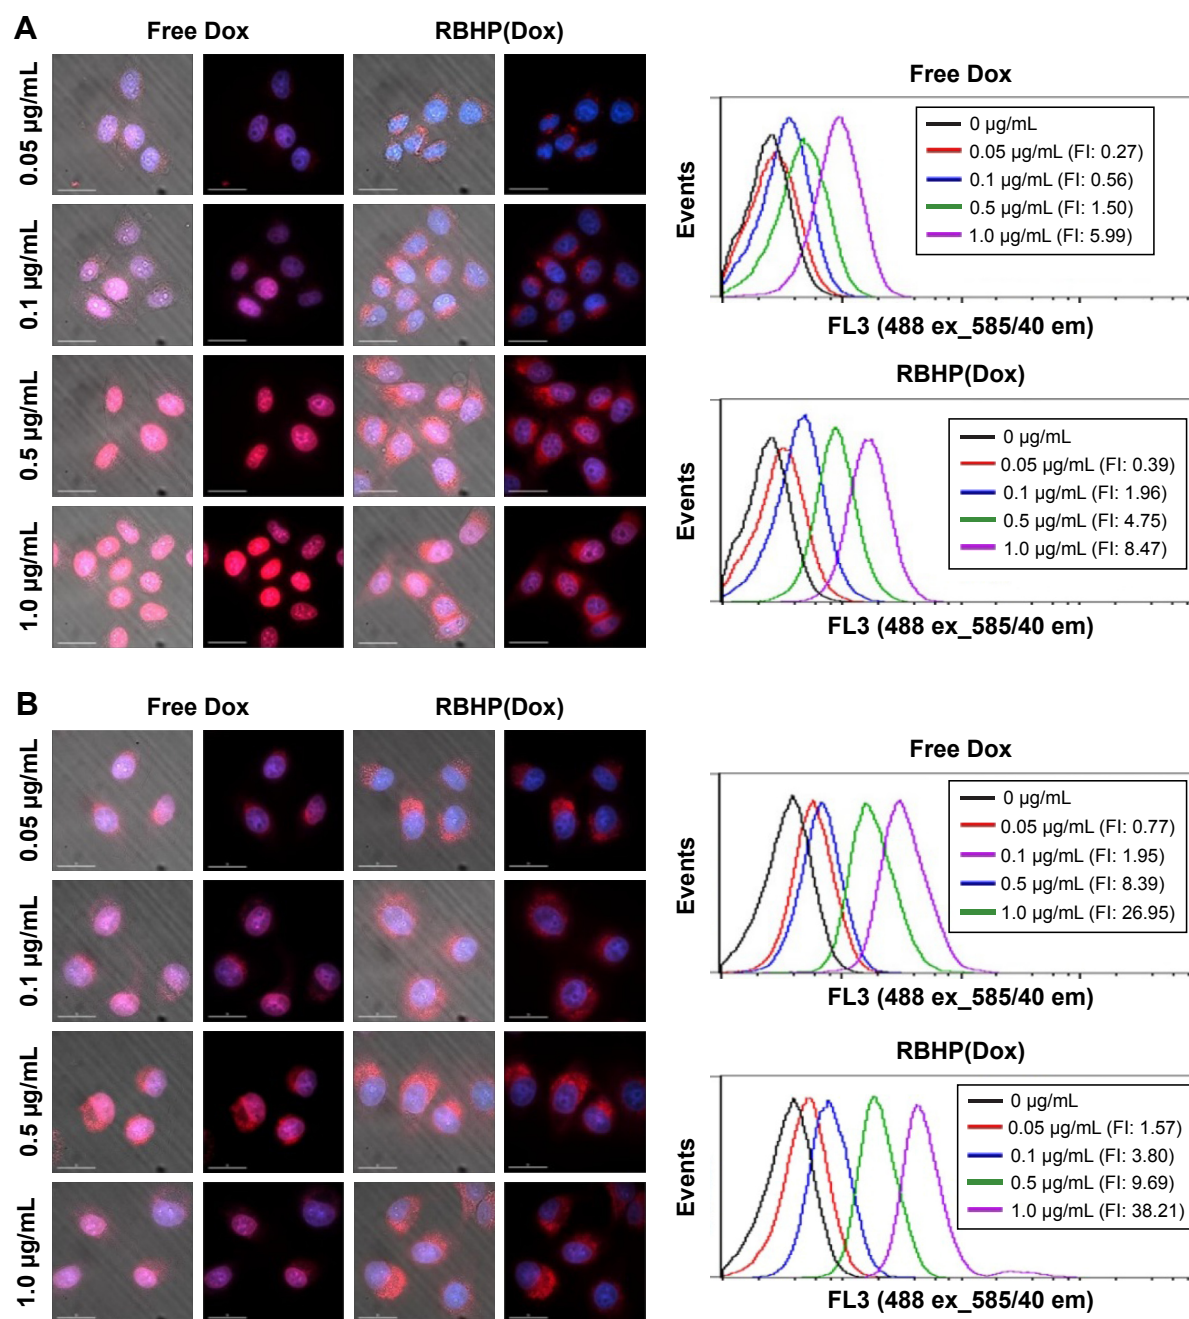 A
Free Dox
RBHP(Dox)
0.05 µg/mL
0.1 µg/mL
0.5 µg/mL
1.0 µg/mL
Free Dox
Events
0 µg/mL
0.05 µg/mL (FI: 0.27)
0.1 µg/mL (FI: 0.56)
0.5 µg/mL (FI: 1.50)
1.0 µg/mL (FI: 5.99)
FL3 (488 ex_585/40 em)
RBHP(Dox)
Events
0 µg/mL
0.05 µg/mL (FI: 0.39)
0.1 µg/mL (FI: 1.96)
0.5 µg/mL (FI: 4.75)
1.0 µg/mL (FI: 8.47)
FL3 (488 ex_585/40 em)
B
Free Dox
RBHP(Dox)
0.05 µg/mL
0.1 µg/mL
0.5 µg/mL
1.0 µg/mL
Free Dox
Events
0 µg/mL
0.05 µg/mL (FI: 0.77)
0.1 µg/mL (FI: 1.95)
0.5 µg/mL (FI: 8.39)
1.0 µg/mL (FI: 26.95)
FL3 (488 ex_585/40 em)
RBHP(Dox)
Events
0 µg/mL
0.05 µg/mL (FI: 1.57)
0.1 µg/mL (FI: 3.80)
0.5 µg/mL (FI: 9.69)
1.0 µg/mL (FI: 38.21)
FL3 (488 ex_585/40 em)